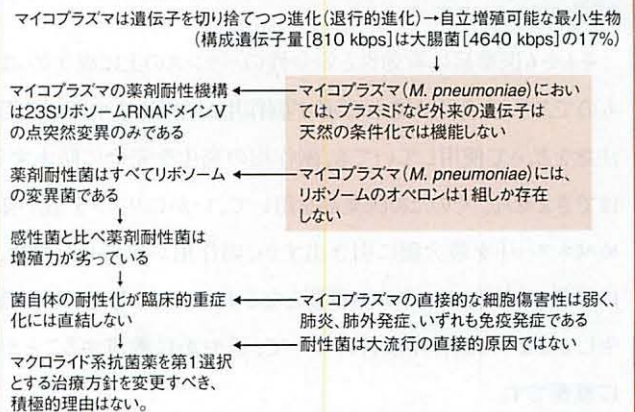 マイコプラズマは遺伝子を切り捨てつつ進化(退行的進化)→自立増殖可能な最小生物
(構成遺伝子量[810 kbps]は大腸菌[4640 kbps]の17%)
マイコプラズマの薬剤耐性機構
は23SリボソームRNAドメインV
の点突然変異のみである
マイコプラズマ(M. pneumoniae)におい
ては、プラスミドなど外来の遺伝子は
天然の条件化では機能しない
薬剤耐性菌はすべてリボソーム
の変異菌である
マイコプラズマ(M. pneumoniae)には、
リボソームのオペロンは1組しか存在
しない
感性菌と比べ薬剤耐性菌は
増殖力が劣っている
菌自体の耐性化が臨床的重症
化には直結しない
マイコプラズマの直接的な細胞傷害性は弱く、
肺炎、肺外発症、いずれも免疫発症である
耐性菌は大流行の直接的原因ではない
マクロライド系抗菌薬を第1選択
とする治療方針を変更すべき、
積極的理由はない。